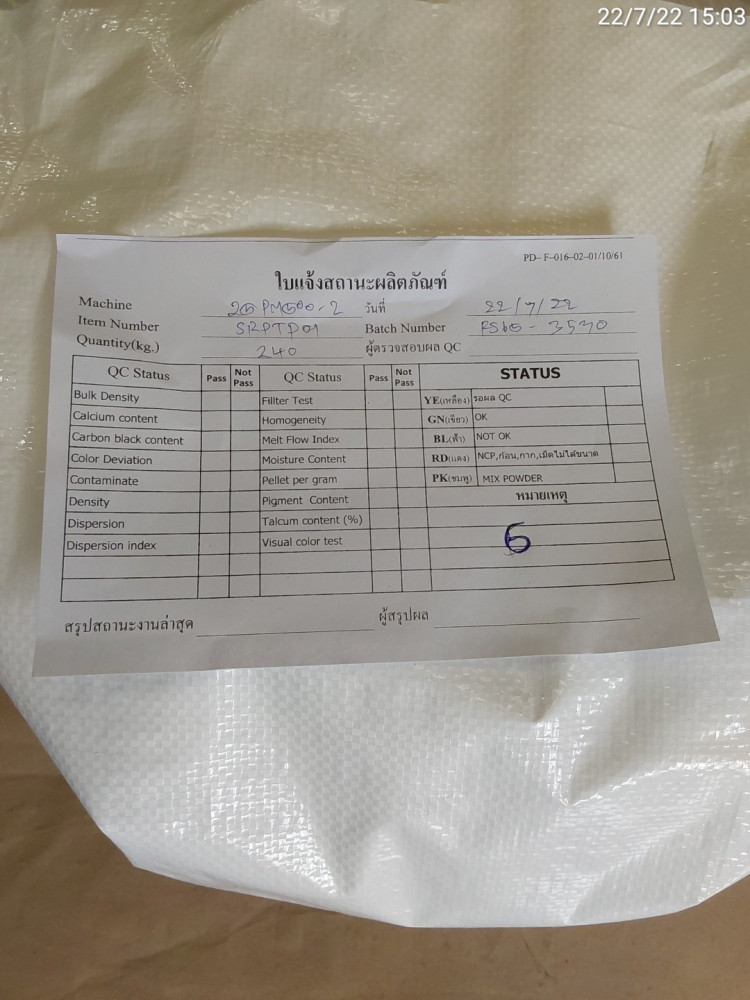 22/7/22 15:03
PD- F-016-02-01/10/61
ใบแจ้งสถานะผลิตภัณฑ์
Machine วันที่ 22/7/22
Item Number SRPTP01 Batch Number
Quantity(kg.) 240 ผู้ตรวจสอบผล QC
QC Status Pass Not Pass QC Status Pass Not Pass STATUS
Bulk Density Fillter Test YE(เหลือง) รอผล QC
Calcium content Homogeneity GN(เขียว) OK
Carbon black content Melt Flow Index BL(ฟ้า) NOT OK
Color Deviation Moisture Content RD(แดง) NCP,ก้อน,กาก,เม็ดไม่ได้ขนาด
Contaminate Pellet per gram PK(ชมพู) MIX POWDER
Density Pigment Content หมายเหตุ
Dispersion Talcum content (%)
Dispersion index Visual color test 6
สรุปสถานะงานล่าสุด ผู้สรุปผล